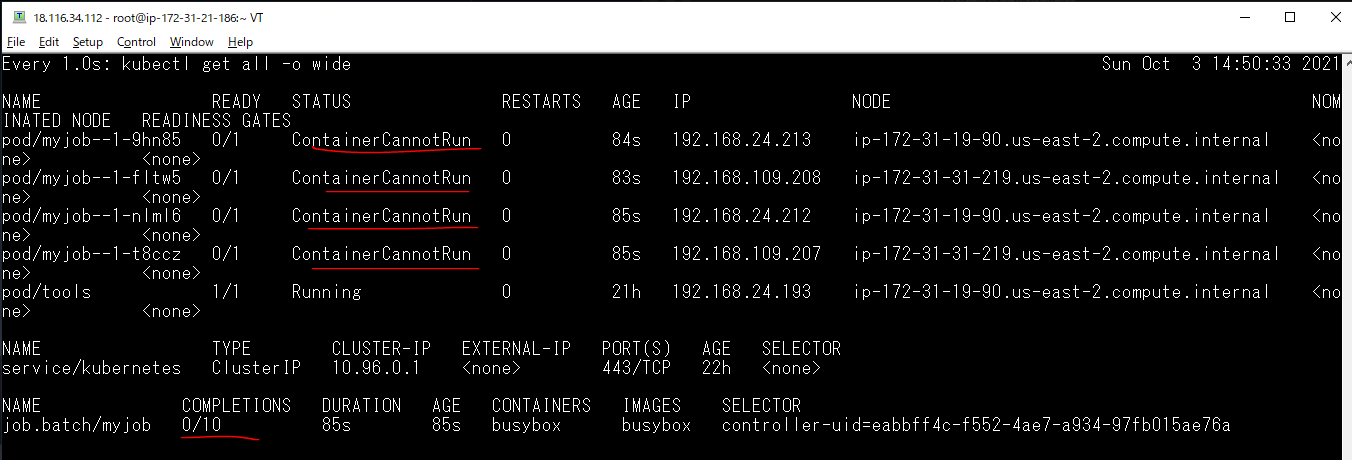 18.116.34.112 - root@ip-172-31-21-186:~ VT
File Edit Setup Control Window Help
Every 1.0s: kubectl get all -o wide Sun Oct 3 14:50:33 2021
NAME READY STATUS RESTARTS AGE IP NODE NOM
INATED NODE READINESS GATES
pod/myjob--1-9hn85 0/1 ContainerCannotRun 0 84s 192.168.24.213 ip-172-31-19-90.us-east-2.compute.internal <no
ne> <none>
pod/myjob--1-fltw5 0/1 ContainerCannotRun 0 83s 192.168.109.208 ip-172-31-31-219.us-east-2.compute.internal <no
ne> <none>
pod/myjob--1-nlml6 0/1 ContainerCannotRun 0 85s 192.168.24.212 ip-172-31-19-90.us-east-2.compute.internal <no
ne> <none>
pod/myjob--1-t8ccz 0/1 ContainerCannotRun 0 85s 192.168.109.207 ip-172-31-31-219.us-east-2.compute.internal <no
ne> <none>
pod/tools 1/1 Running 0 21h 192.168.24.193 ip-172-31-19-90.us-east-2.compute.internal <no
ne> <none>
NAME TYPE CLUSTER-IP EXTERNAL-IP PORT(S) AGE SELECTOR
service/kubernetes ClusterIP 10.96.0.1 <none> 443/TCP 22h <none>
NAME COMPLETIONS DURATION AGE CONTAINERS IMAGES SELECTOR
job.batch/myjob 0/10 85s 85s busybox busybox controller-uid=eabbff4c-f552-4ae7-a934-97fb015ae76a